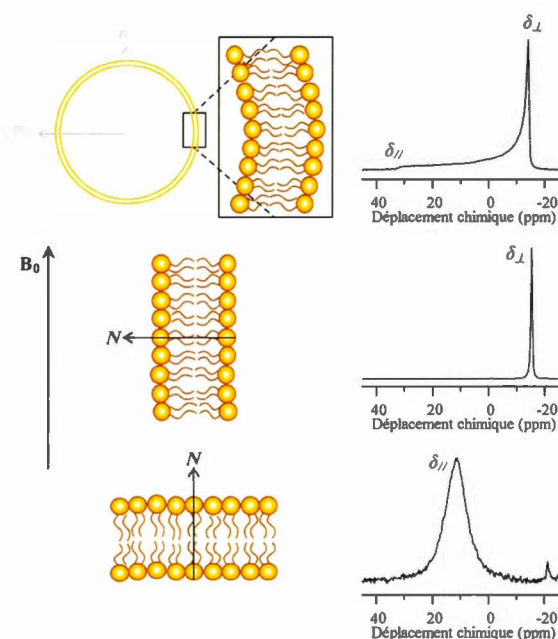 δ⊥
δ//
40 20 0 -20
Déplacement chimique (ppm)
B₀
N
δ⊥
40 20 0 -20
Déplacement chimique (ppm)
N
δ//
40 20 0 -20
Déplacement chimique (ppm)